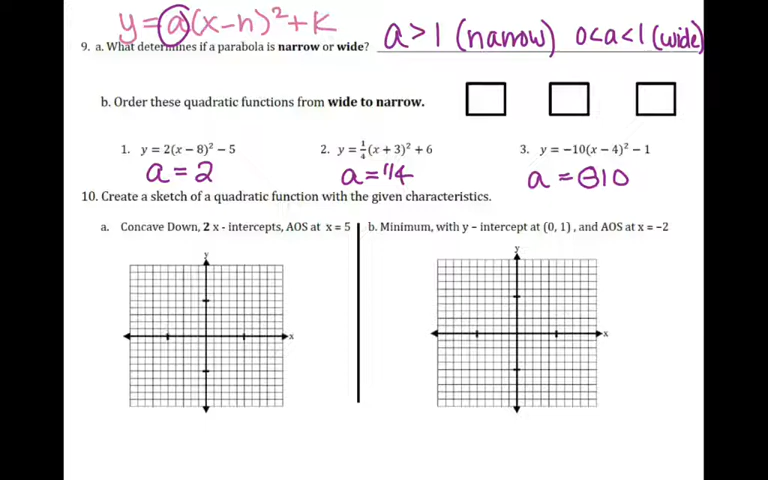 y = a(x-h)² + k
9. a. What determines if a parabola is narrow or wide? a > 1 (narrow) 0<a<1 (wide)
b. Order these quadratic functions from wide to narrow.
1. y = 2(x − 8)² − 5 2. y = 1/4(x + 3)² + 6 3. y = −10(x − 4)² − 1
a = 2 a = 1/4 a = -10
10. Create a sketch of a quadratic function with the given characteristics.
a. Concave Down, 2 x - intercepts, AOS at x = 5 b. Minimum, with y – intercept at (0, 1) , and AOS at x = −2
y y
x x